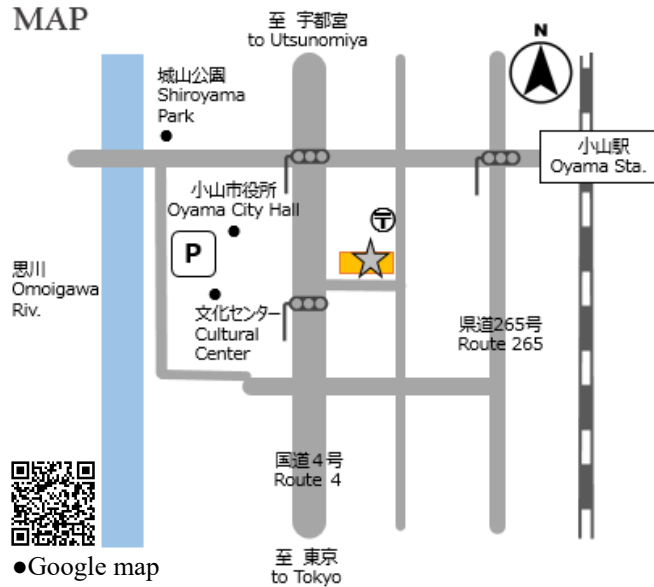 MAP
至 宇都宮
to Utsunomiya
N
城山公園
Shiroyama
Park
小山駅
Oyama Sta.
小山市役所
Oyama City Hall
〒
P
思川
Omoigawa
Riv.
文化センター
Cultural
Center
県道265号
Route 265
国道4号
Route 4
●Google map
至 東京
to Tokyo